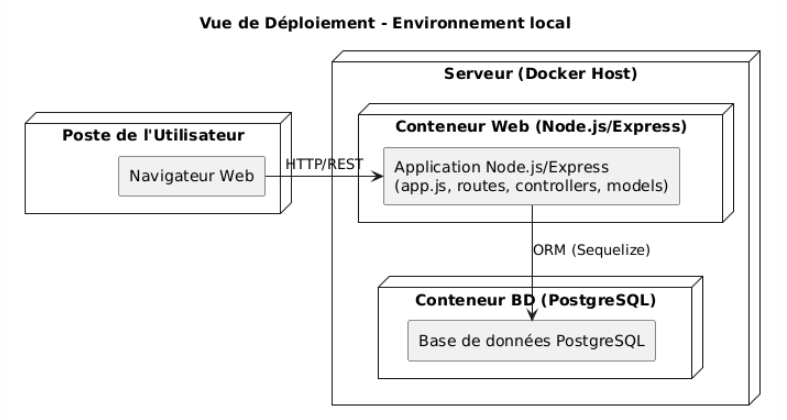 Vue de Déploiement - Environnement local
Serveur (Docker Host)
Poste de l'Utilisateur
Navigateur Web
HTTP/REST
Conteneur Web (Node.js/Express)
Application Node.js/Express
(app.js, routes, controllers, models)
ORM (Sequelize)
Conteneur BD (PostgreSQL)
Base de données PostgreSQL